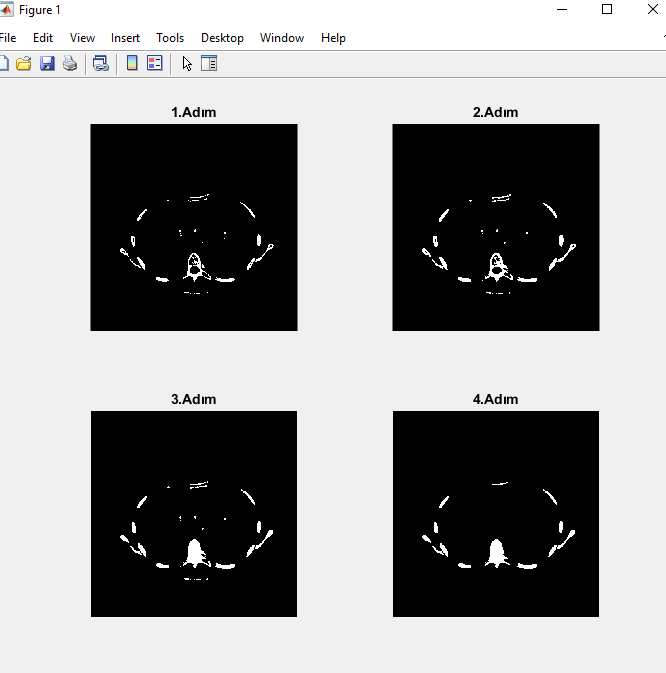 Figure 1
File Edit View Insert Tools Desktop Window Help
1.Adım
2.Adım
3.Adım
4.Adım